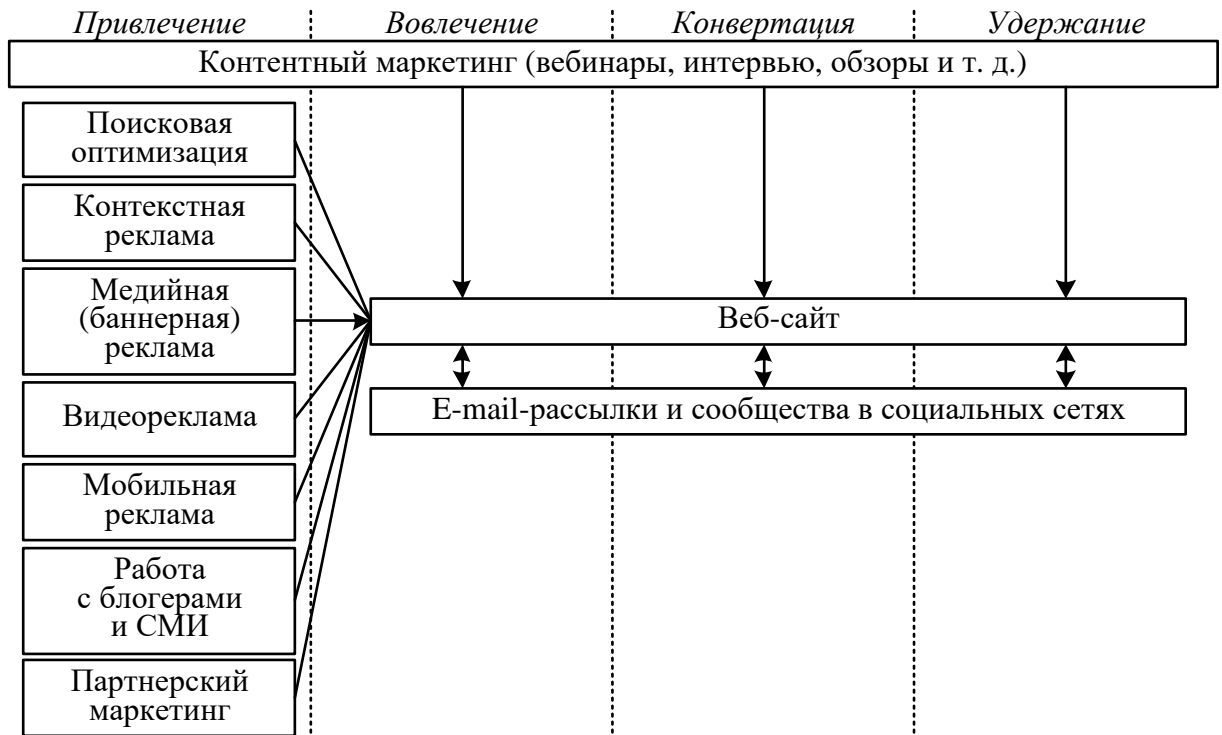 Привлечение Вовлечение Конвертация Удержание
Контентный маркетинг (вебинары, интервью, обзоры и т. д.)
Поисковая
оптимизация
Контекстная
реклама
Медийная
(баннерная)
реклама
Веб-сайт
Видеореклама
E-mail-рассылки и сообщества в социальных сетях
Мобильная
реклама
Работа
с блогерами
и СМИ
Партнерский
маркетинг